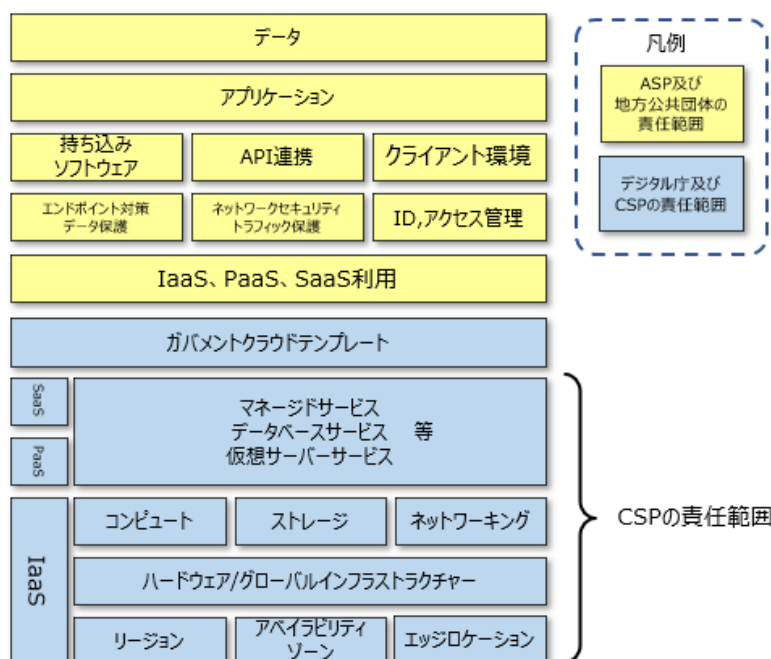 データ
アプリケーション
持ち込み
ソフトウェア
API連携
クライアント環境
エンドポイント対策
データ保護
ネットワークセキュリティ
トラフィック保護
ID,アクセス管理
IaaS、PaaS、SaaS利用
ガバメントクラウドテンプレート
SaaS
マネージドサービス
データベースサービス 等
仮想サーバーサービス
PaaS
IaaS
コンピュート
ストレージ
ネットワーキング
ハードウェア/グローバルインフラストラクチャー
リージョン
アベイラビリティ
ゾーン
エッジロケーション
凡例
ASP及び
地方公共団体の
責任範囲
デジタル庁及び
CSPの責任範囲
CSPの責任範囲